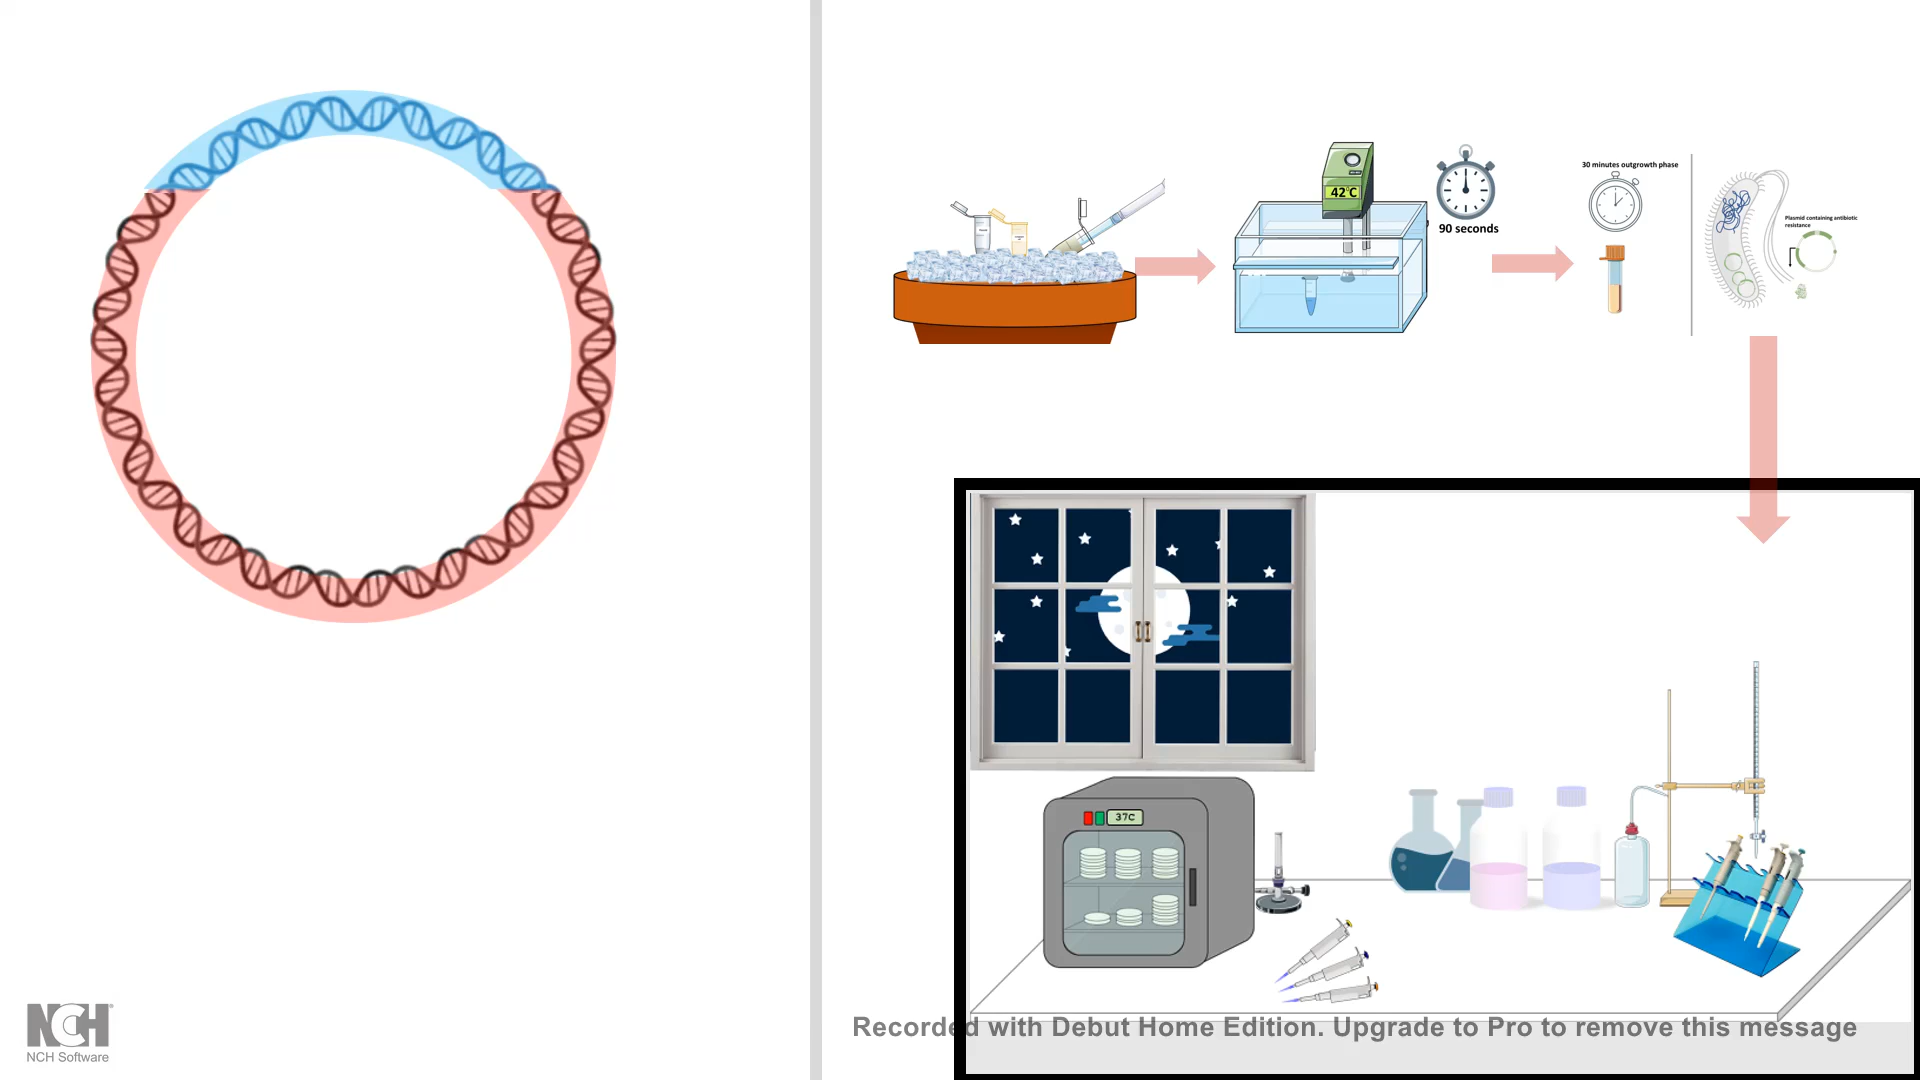 42°C
90 seconds
30 minutes outgrowth phase
Plasmid containing antibiotic
resistance
37C
NCH
NCH Software
Recorded with Debut Home Edition. Upgrade to Pro to remove this message